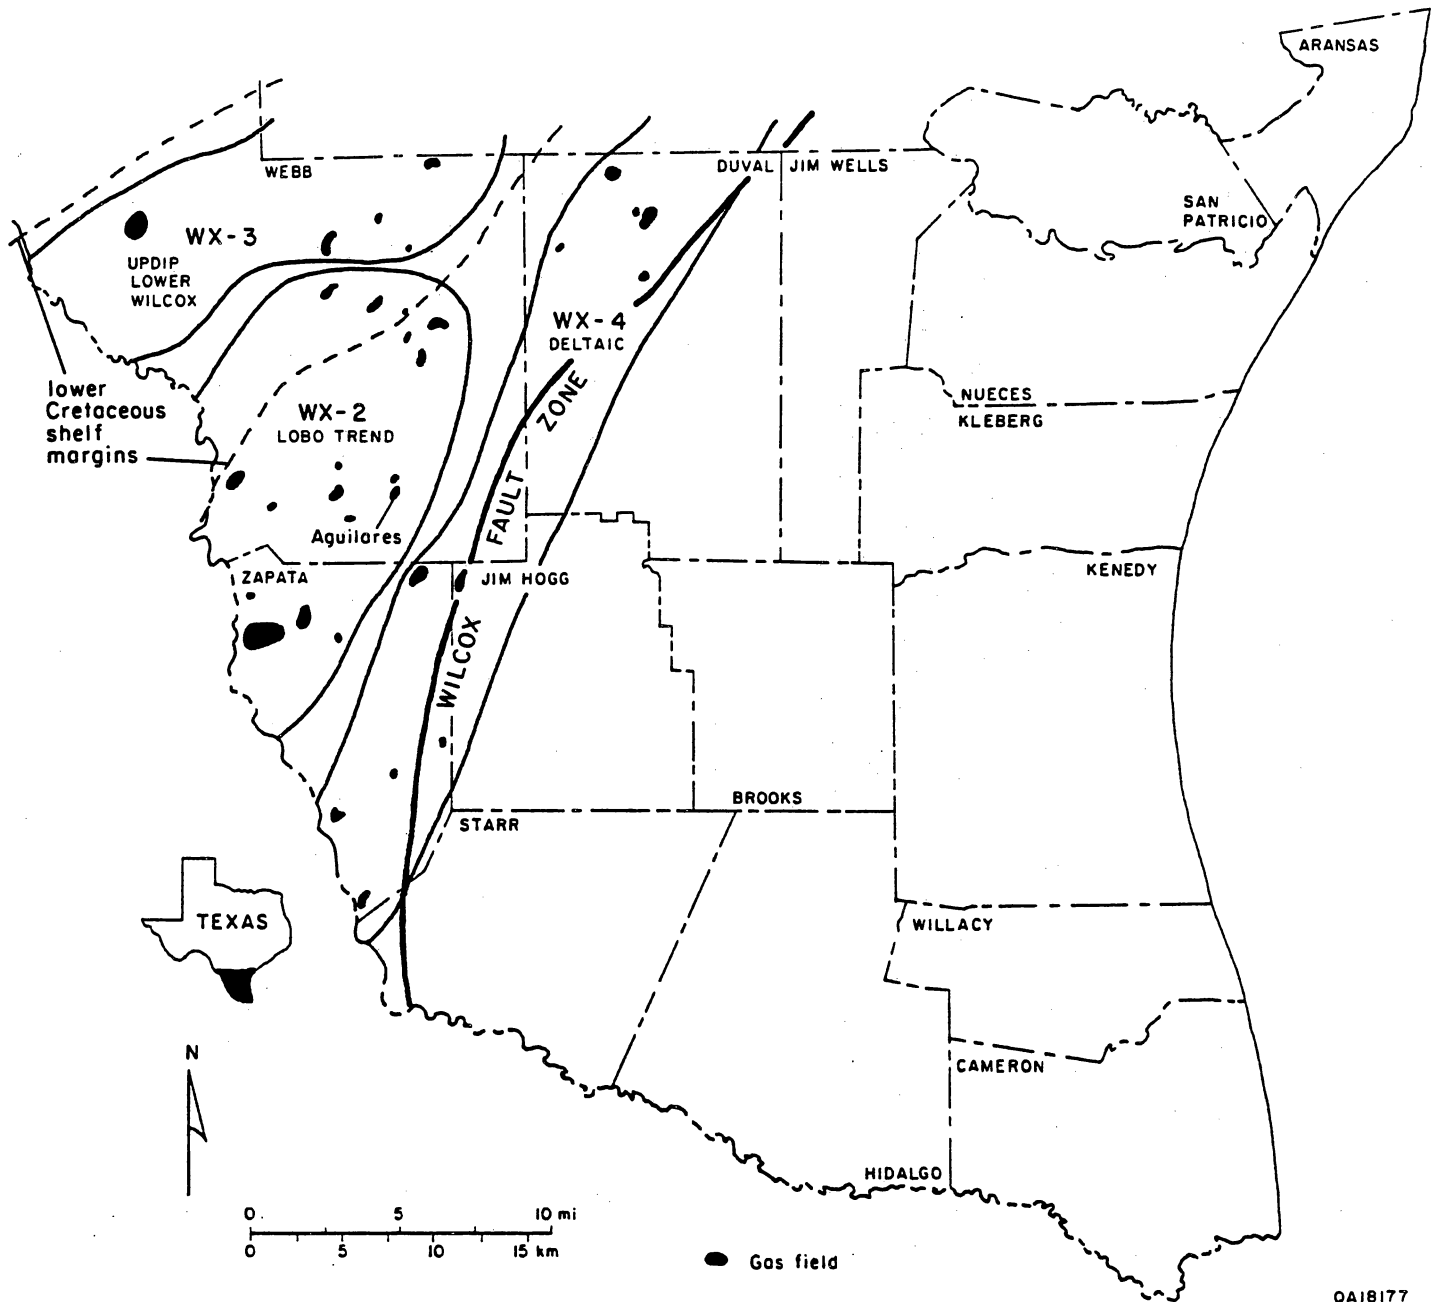 ARANSAS
WEBB
DUVAL
JIM WELLS
SAN
PATRICIO
WX-3
UPDIP
LOWER
WILCOX
WX-4
DELTAIC
ZONE
lower
Cretaceous
shelf
margins
WX-2
LOBO TREND
NUECES
KLEBERG
FAULT
Aguilares
ZAPATA
JIM HOGG
KENEDY
WILCOX
BROOKS
STARR
TEXAS
WILLACY
N
CAMERON
HIDALGO
0 5 10 mi
0 5 10 15 km
Gas field
QA18177